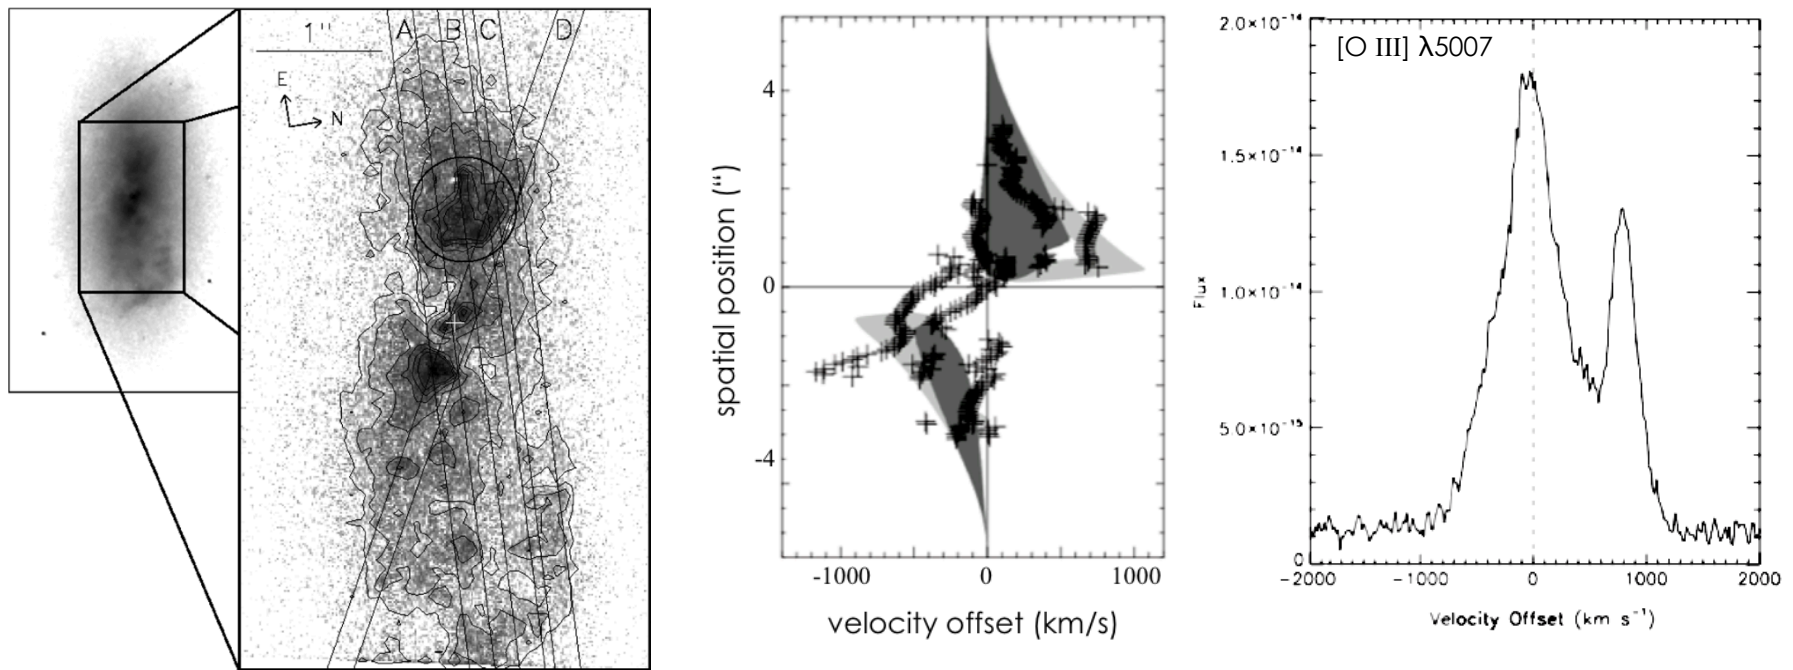 A B C D
1''
E
N
4
0
-4
spatial position (“)
-1000 0 1000
velocity offset (km/s)
[O III] λ5007
2.0×10⁻¹⁴
1.5×10⁻¹⁴
1.0×10⁻¹⁴
5.0×10⁻¹⁵
0
Flux
-2000 -1000 0 1000 2000
Velocity Offset (km s⁻¹)